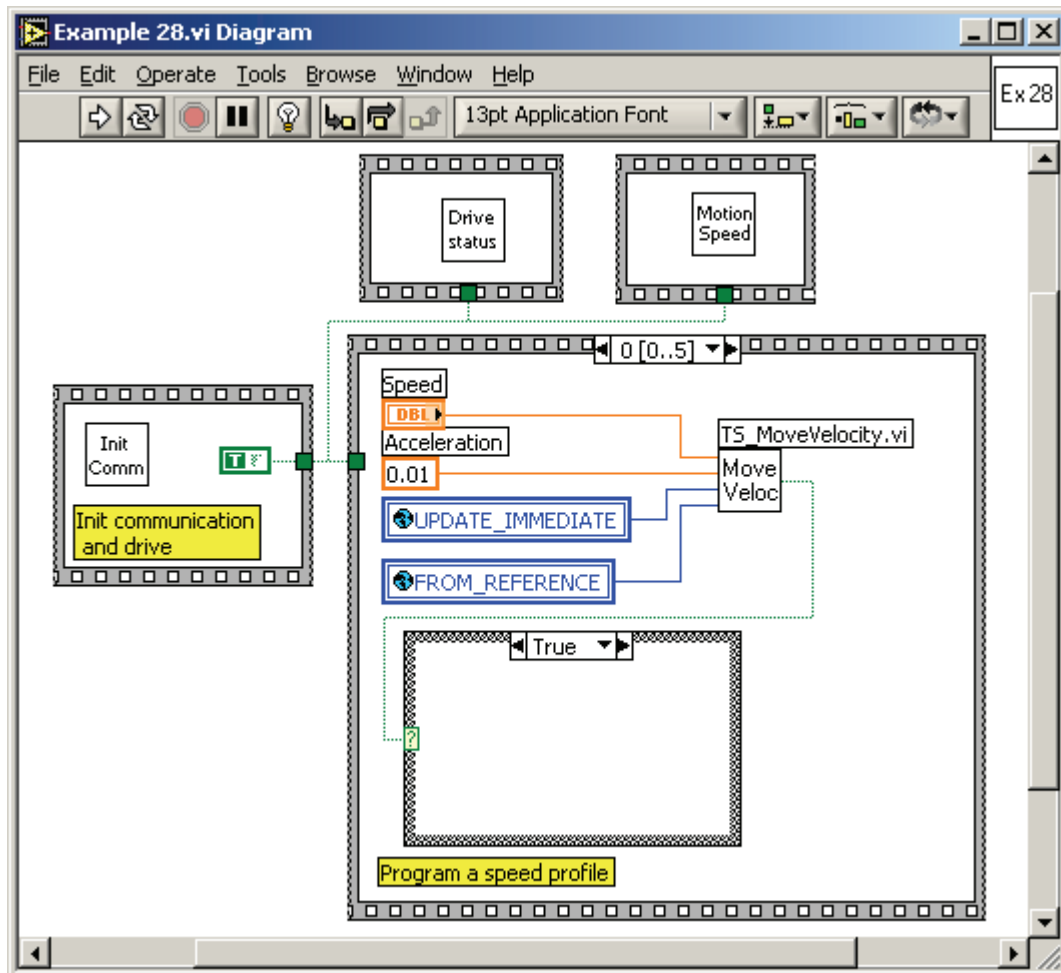 Example 28.vi Diagram
File Edit Operate Tools Browse Window Help
13pt Application Font
Ex 28
Drive
status
Motion
Speed
0 [0..5]
Init
Comm
T
Init communication
and drive
Speed
DBL
Acceleration
0.01
UPDATE_IMMEDIATE
FROM_REFERENCE
TS_MoveVelocity.vi
Move
Veloc
True
?
Program a speed profile